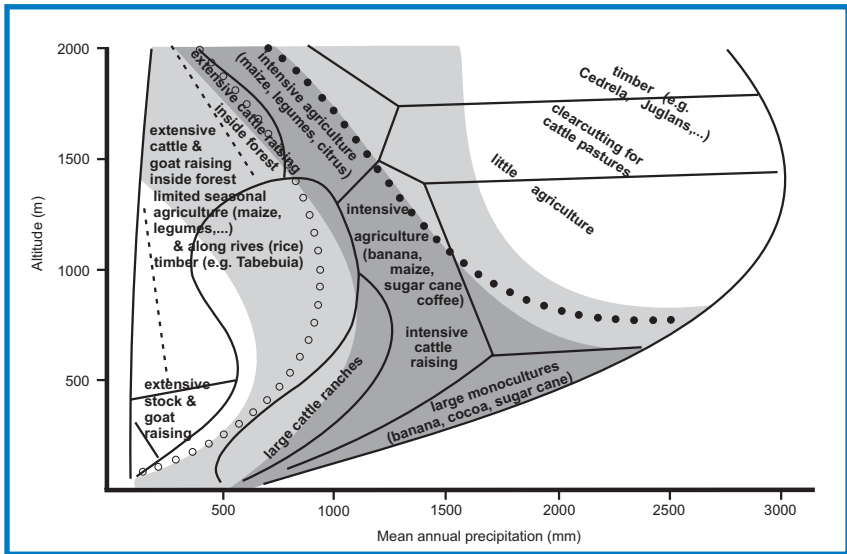 2000
1500
1000
500
Altitude (m)
500
1000
1500
2000
2500
3000
Mean annual precipitation (mm)
extensive
cattle &
goat raising
inside forest
limited seasonal
agriculture (maize,
legumes,...)
& along rives (rice)
timber (e.g. Tabebuia)
extensive
stock &
goat
raising
extensive cattle raising
inside forest
intensive agriculture
(maize, legumes, citrus)
intensive
agriculture
(banana,
maize,
sugar cane
coffee)
intensive
cattle
raising
large cattle ranches
large monocultures
(banana, cocoa, sugar cane)
timber (e.g.
Cedrela, Juglans,...)
clearcutting for
cattle pastures
little agriculture